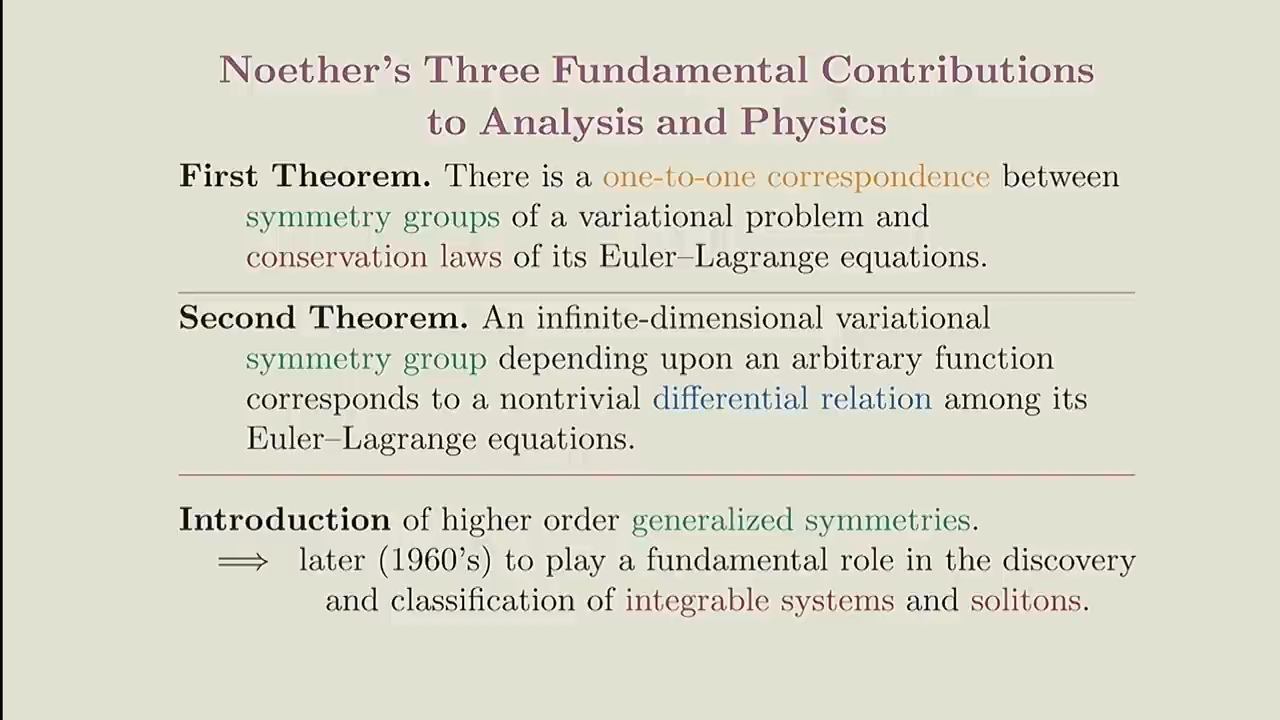 Noether's Three Fundamental Contributions
to Analysis and Physics
First Theorem. There is a one-to-one correspondence between
symmetry groups of a variational problem and
conservation laws of its Euler–Lagrange equations.
Second Theorem. An infinite-dimensional variational
symmetry group depending upon an arbitrary function
corresponds to a nontrivial differential relation among its
Euler–Lagrange equations.
Introduction of higher order generalized symmetries.
⟹ later (1960's) to play a fundamental role in the discovery
and classification of integrable systems and solitons.